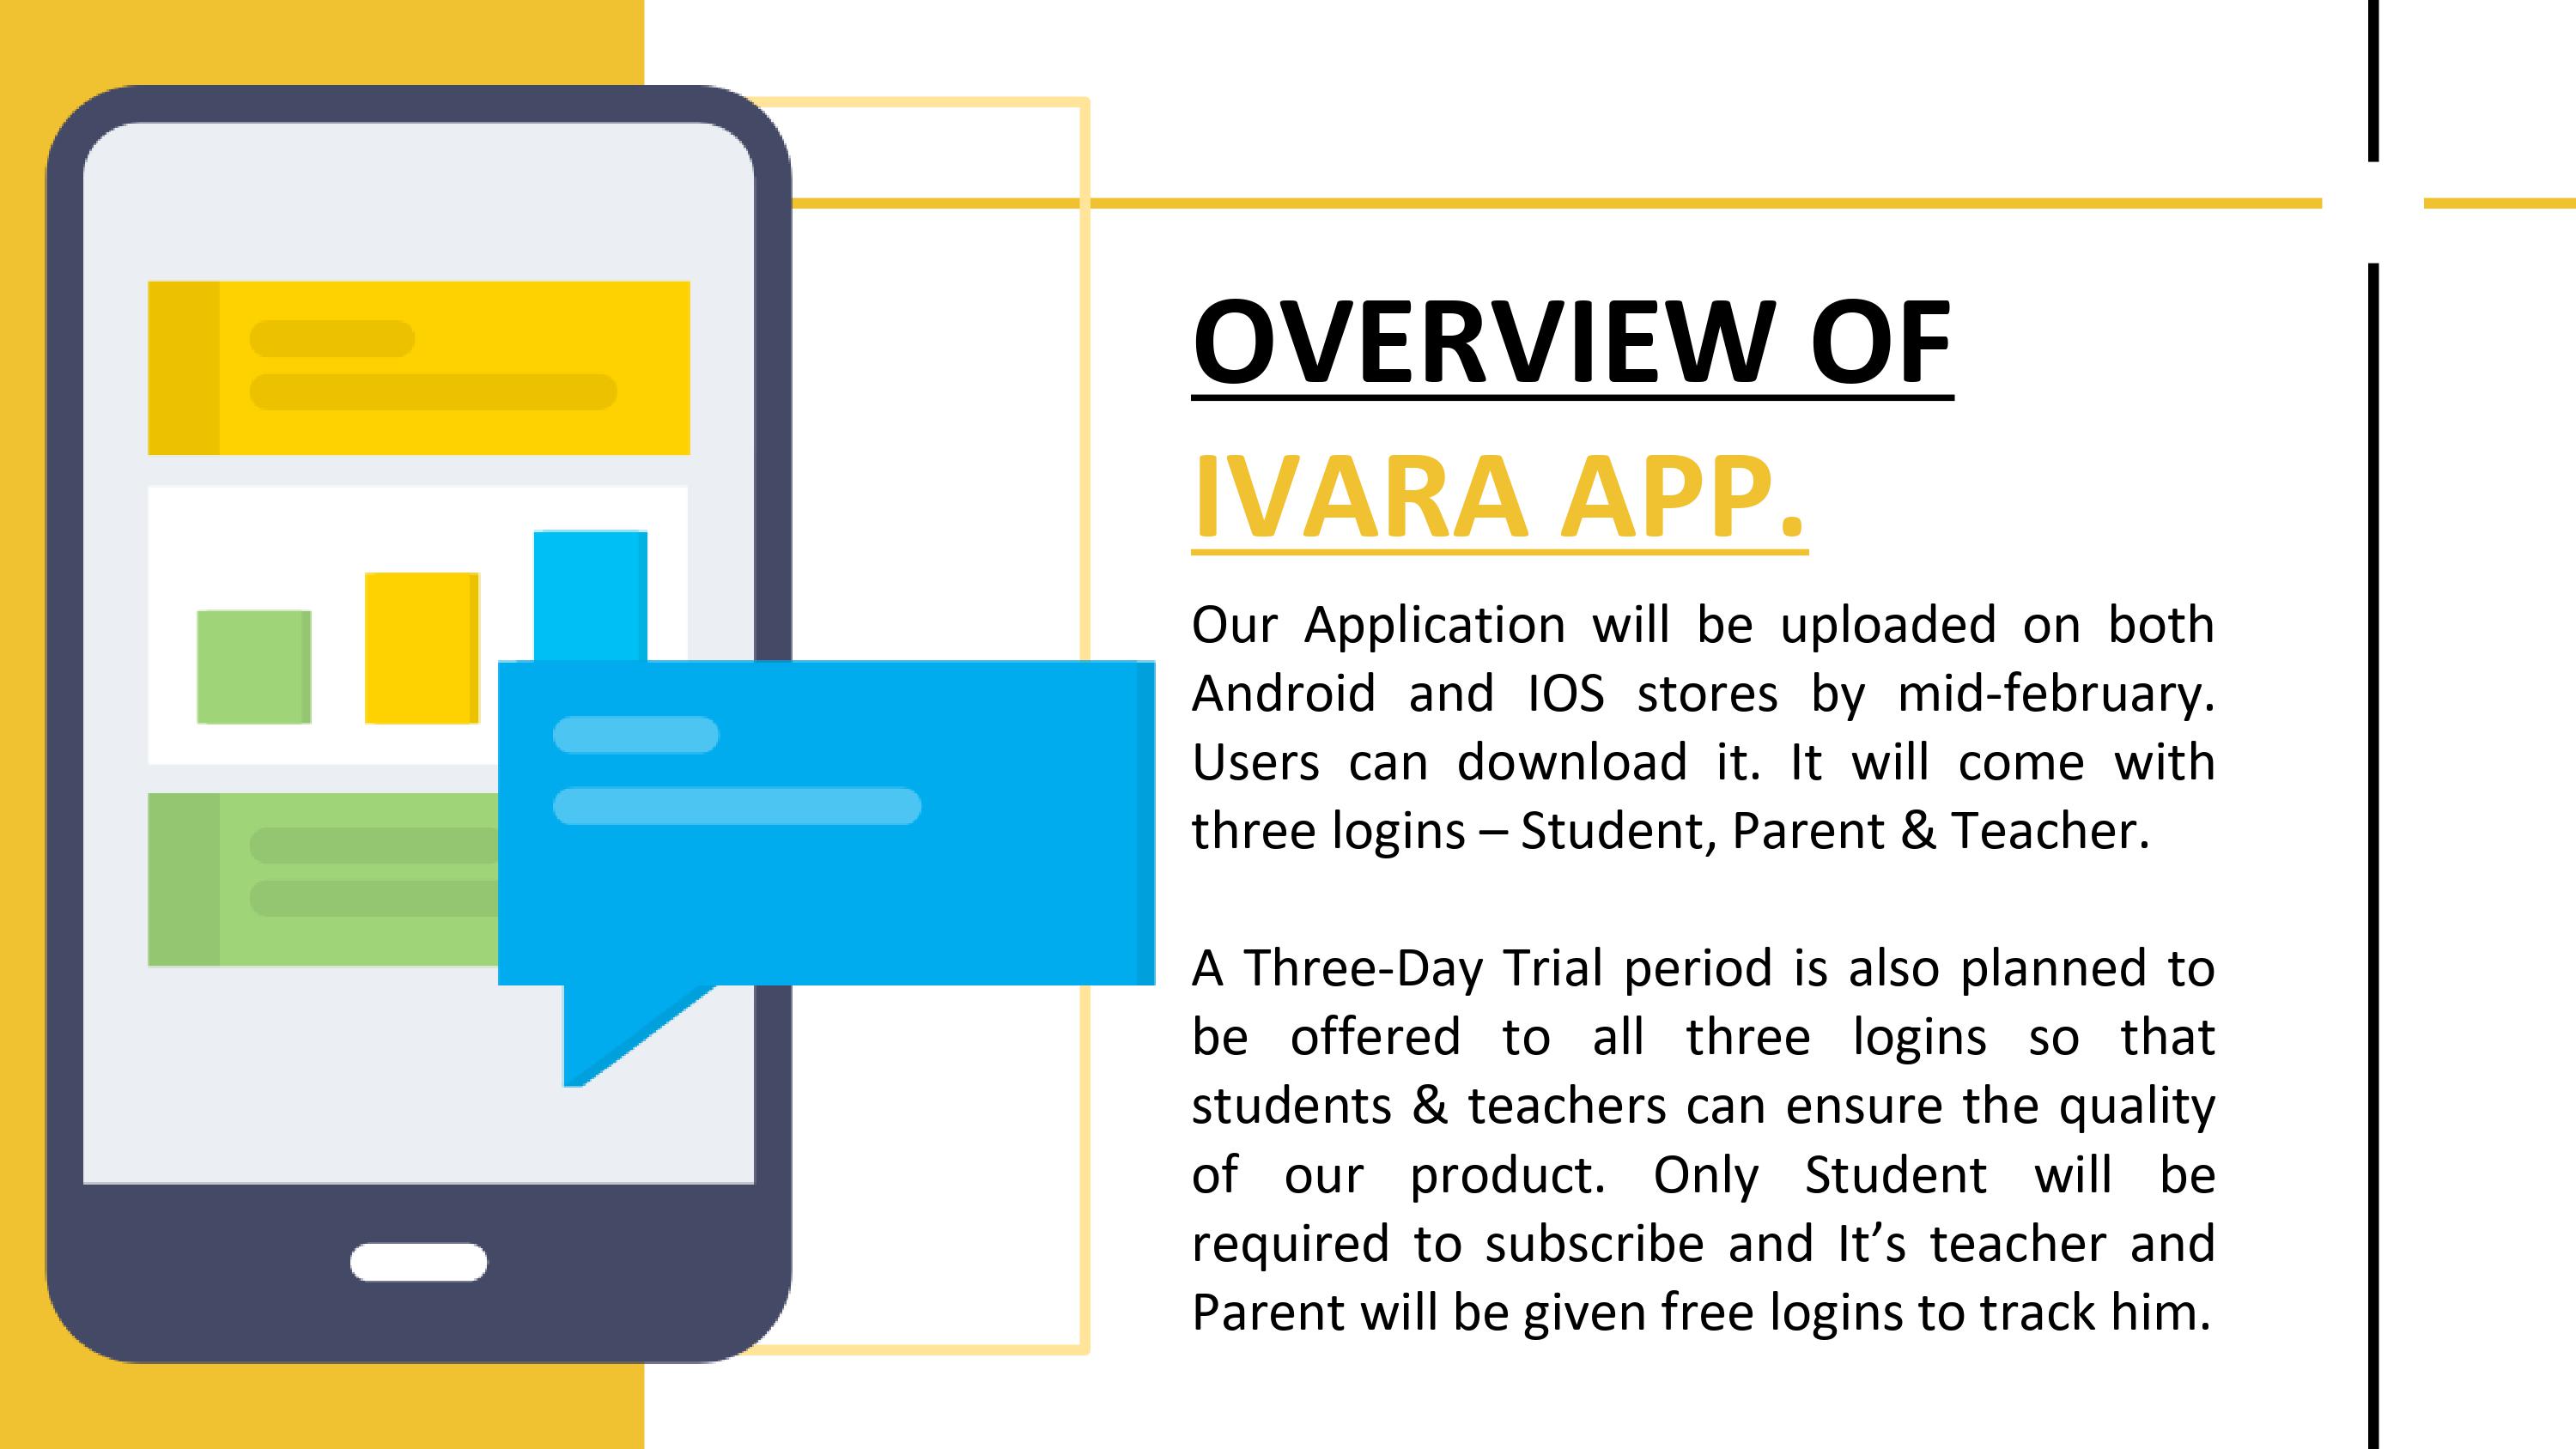 OVERVIEW OF
IVARA APP.
Our Application will be uploaded on both
Android and IOS stores by mid-february.
Users can download it. It will come with
three logins – Student, Parent & Teacher.
A Three-Day Trial period is also planned to
be offered to all three logins so that
students & teachers can ensure the quality
of our product. Only Student will be
required to subscribe and It’s teacher and
Parent will be given free logins to track him.